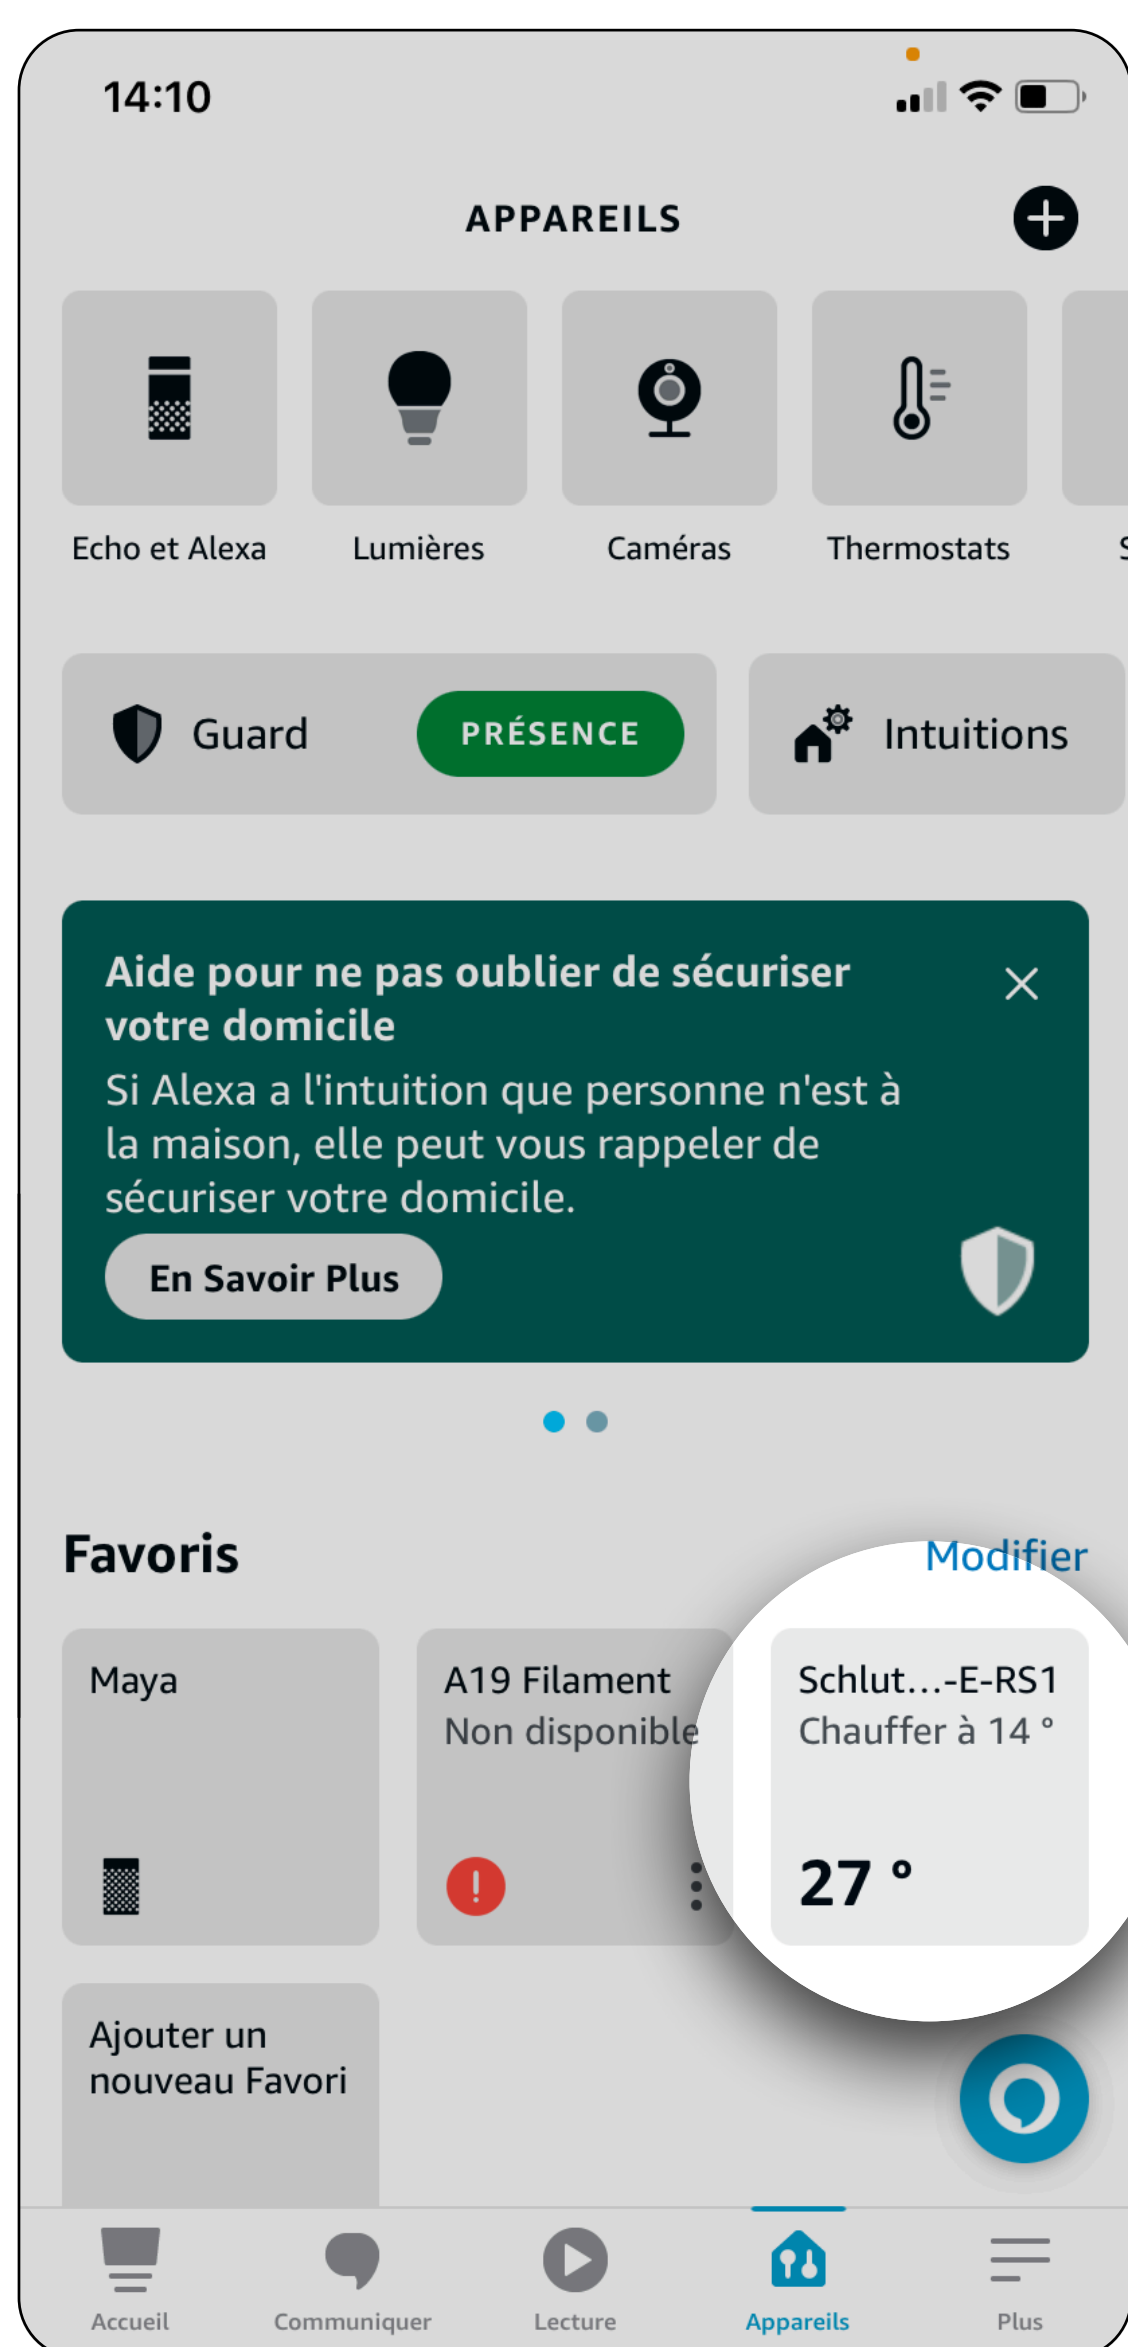 14:10
APPAREILS
Echo et Alexa
Lumières
Caméras
Thermostats
S
Guard
PRÉSENCE
Intuitions
Aide pour ne pas oublier de sécuriser
votre domicile
Si Alexa a l'intuition que personne n'est à
la maison, elle peut vous rappeler de
sécuriser votre domicile.
En Savoir Plus
Favoris
Modifier
Maya
A19 Filament
Non disponible
Schlut...-E-RS1
Chauffer à 14 °
27 °
Ajouter un
nouveau Favori
Accueil
Communiquer
Lecture
Appareils
Plus